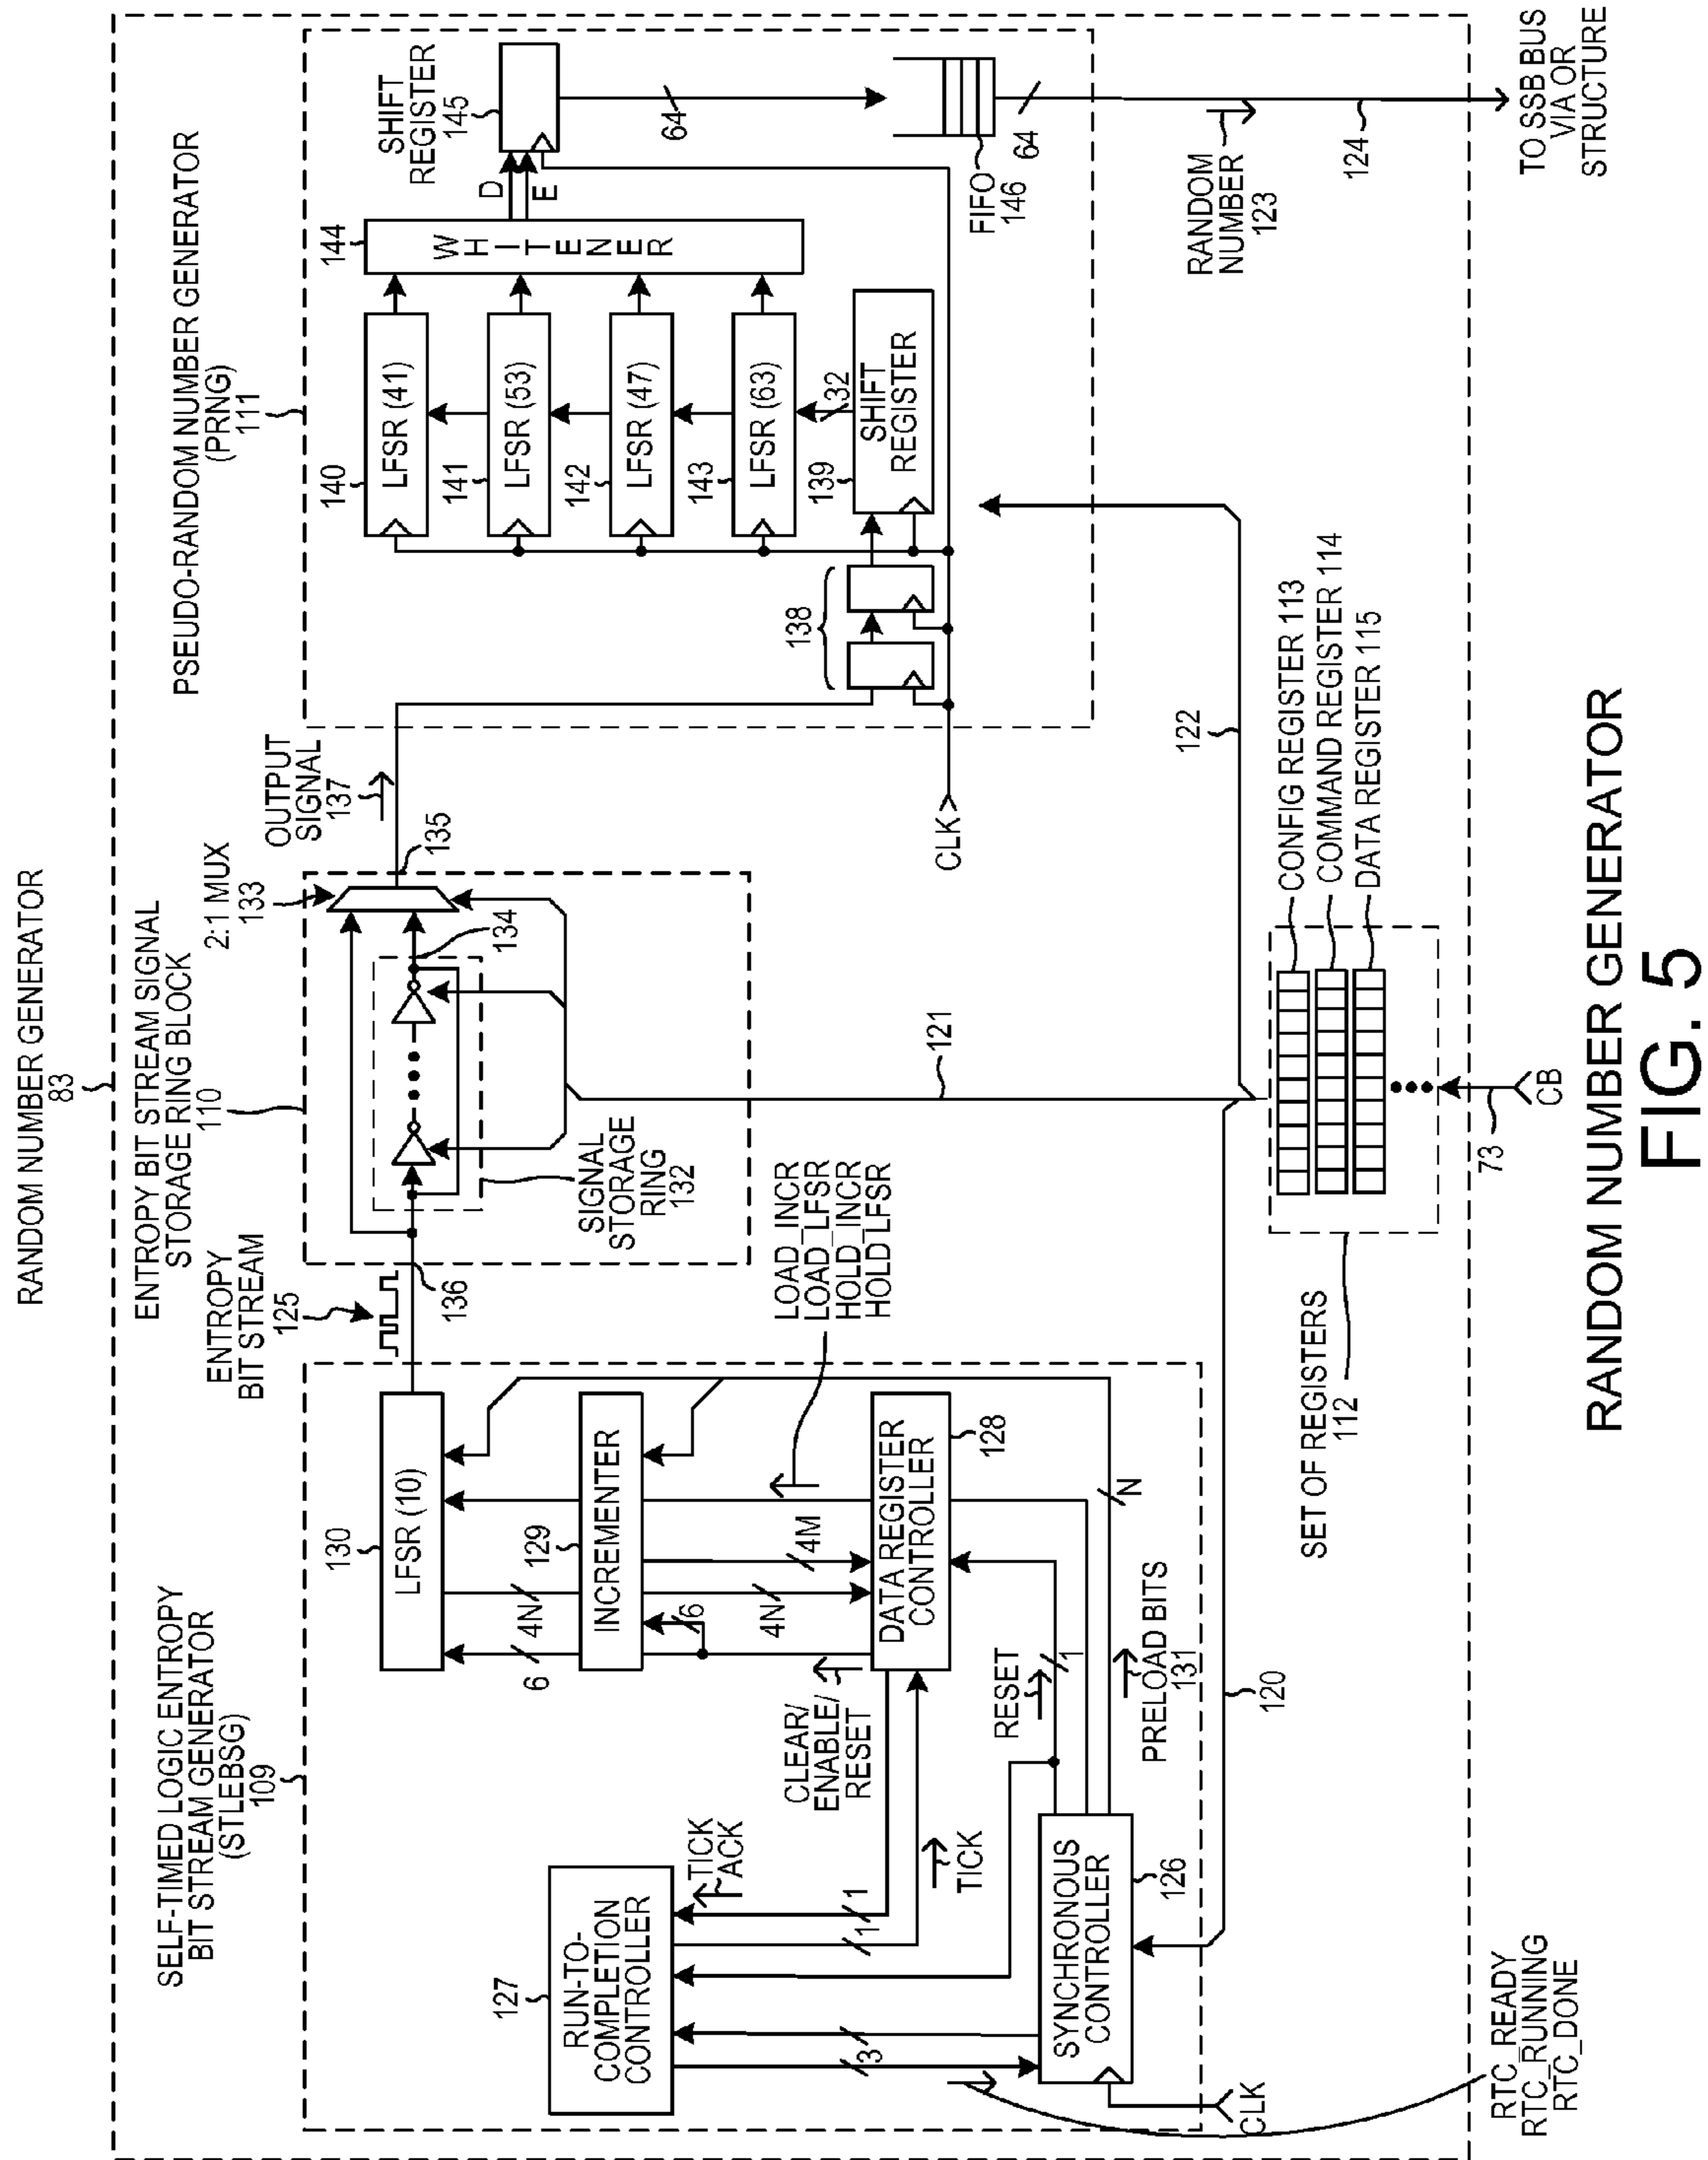 RANDOM NUMBER GENERATOR
83
SELF-TIMED LOGIC ENTROPY
BIT STREAM GENERATOR
(STLEBSG)
109
ENTROPY
BIT STREAM
125
ENTROPY BIT STREAM SIGNAL
STORAGE RING BLOCK
110
2:1 MUX
133
OUTPUT
SIGNAL
137
PSEUDO-RANDOM NUMBER GENERATOR
(PRNG)
111
127
RUN-TO-
COMPLETION
CONTROLLER
TICK
ACK
1
1
3
TICK
SYNCHRONOUS
CONTROLLER
126
CLK
RTC_READY
RTC_RUNNING
RTC_DONE
130
LFSR (10)
6
4N
129
INCREMENTER
6
4N
4M
CLEAR/
ENABLE/
RESET
DATA REGISTER
CONTROLLER
128
RESET
1
PRELOAD BITS
131
N
120
LOAD_INCR
LOAD_LFSR
HOLD_INCR
HOLD_LFSR
136
SIGNAL
STORAGE
RING
132
134
135
121
122
CLK
138
140
LFSR (41)
141
LFSR (53)
142
LFSR (47)
143
LFSR (63)
32
139
SHIFT
REGISTER
144
WHITENER
D
E
SHIFT
REGISTER
145
64
FIFO
146
64
RANDOM
NUMBER
123
124
TO SSB BUS
VIA OR
STRUCTURE
SET OF REGISTERS
112
CONFIG REGISTER 113
COMMAND REGISTER 114
DATA REGISTER 115
73
CB
RANDOM NUMBER GENERATOR
FIG. 5